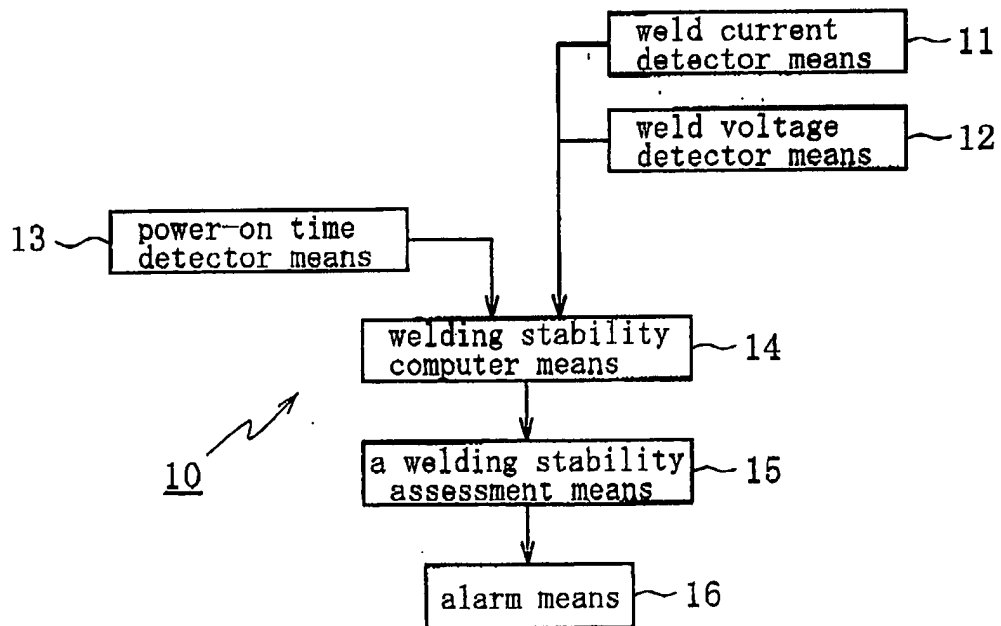 weld current
detector means
11
weld voltage
detector means
12
13
power-on time
detector means
welding stability
computer means
14
10
a welding stability
assessment means
15
alarm means
16